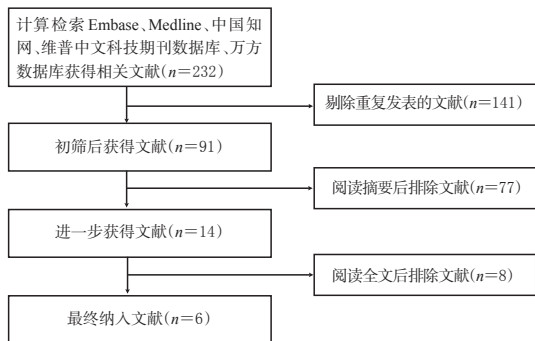 计算检索 Embase、Medline、中国知
网、维普中文科技期刊数据库、万方
数据库获得相关文献(n=232)
剔除重复发表的文献(n=141)
初筛后获得文献(n=91)
阅读摘要后排除文献(n=77)
进一步获得文献(n=14)
阅读全文后排除文献(n=8)
最终纳入文献(n=6)